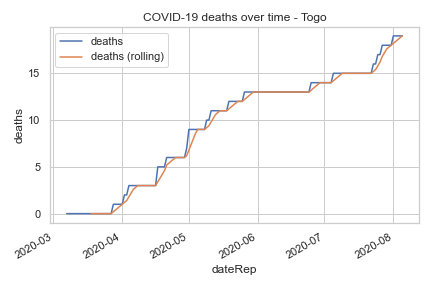 COVID-19 deaths over time - Togo
deaths
deaths (rolling)
deaths
15
10
5
0
2020-03
2020-04
2020-05
2020-06
2020-07
2020-08
dateRep